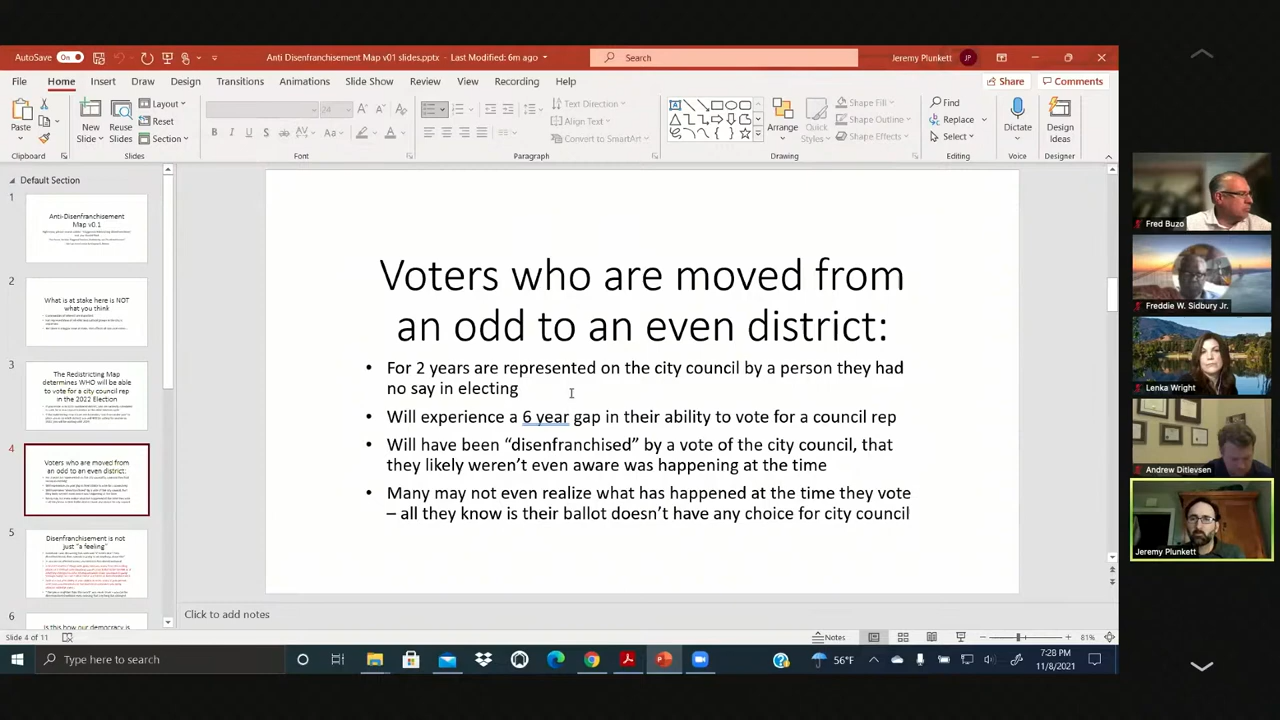 AutoSave
On
Anti Disenfranchisement Map v01 slides.pptx - Last Modified: 6m ago
Search
Jeremy Plunkett
JP
File Home Insert Draw Design Transitions Animations Slide Show Review View Recording Help
Share
Comments
Paste
Clipboard
New Slide
Reuse Slides
Layout
Reset
Section
Slides
24
Font
Text Direction
Align Text
Convert to SmartArt
Paragraph
Arrange
Quick Styles
Shape Fill
Shape Outline
Shape Effects
Drawing
Find
Replace
Select
Editing
Dictate
Voice
Design Ideas
Designer
Default Section
1
Anti-Disenfranchisement
Map v0.1
2
What is at stake here is NOT
what you think
3
The Redistricting Map
determines WHO will be able
to vote for a city council rep
in the 2022 Election
4
Voters who are moved from
an odd to an even district:
5
Disenfranchisement is not
just “a feeling”
6
Is this how our democracy is
Voters who are moved from
an odd to an even district:
• For 2 years are represented on the city council by a person they had
no say in electing
• Will experience a 6 year gap in their ability to vote for a council rep
• Will have been “disenfranchised” by a vote of the city council, that
they likely weren’t even aware was happening at the time
• Many may not even realize what has happened at the time they vote
– all they know is their ballot doesn’t have any choice for city council
Click to add notes
Slide 4 of 11
Notes
81%
Type here to search
56°F
7:28 PM
11/8/2021
Fred Buzo
Freddie W. Sidbury Jr.
Lenka Wright
Andrew Ditlevsen
Jeremy Plunkett